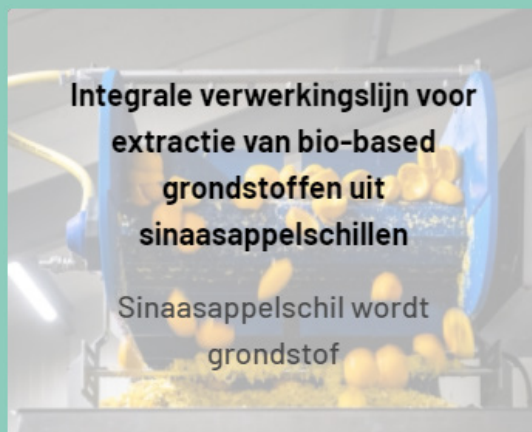 Integrale verwerkingslijn voor
extractie van bio-based
grondstoffen uit
sinaasappelschillen
Sinaasappelschil wordt
grondstof